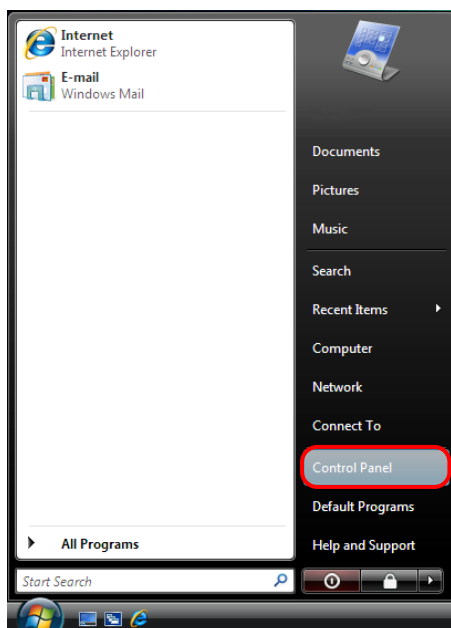 Internet
Internet Explorer
E-mail
Windows Mail
Documents
Pictures
Music
Search
Recent Items
Computer
Network
Connect To
Control Panel
Default Programs
All Programs
Help and Support
Start Search